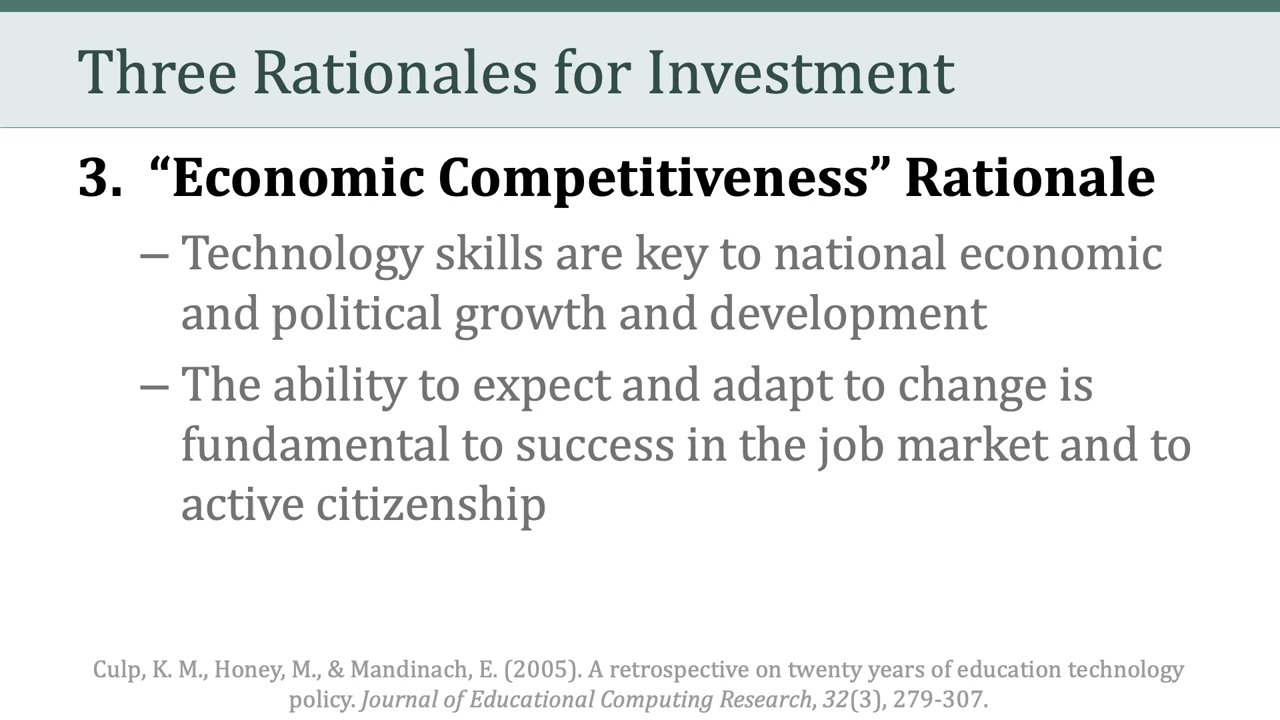 Three Rationales for Investment
3. “Economic Competitiveness” Rationale
– Technology skills are key to national economic
and political growth and development
– The ability to expect and adapt to change is
fundamental to success in the job market and to
active citizenship
Culp, K. M., Honey, M., & Mandinach, E. (2005). A retrospective on twenty years of education technology
policy. Journal of Educational Computing Research, 32(3), 279-307.